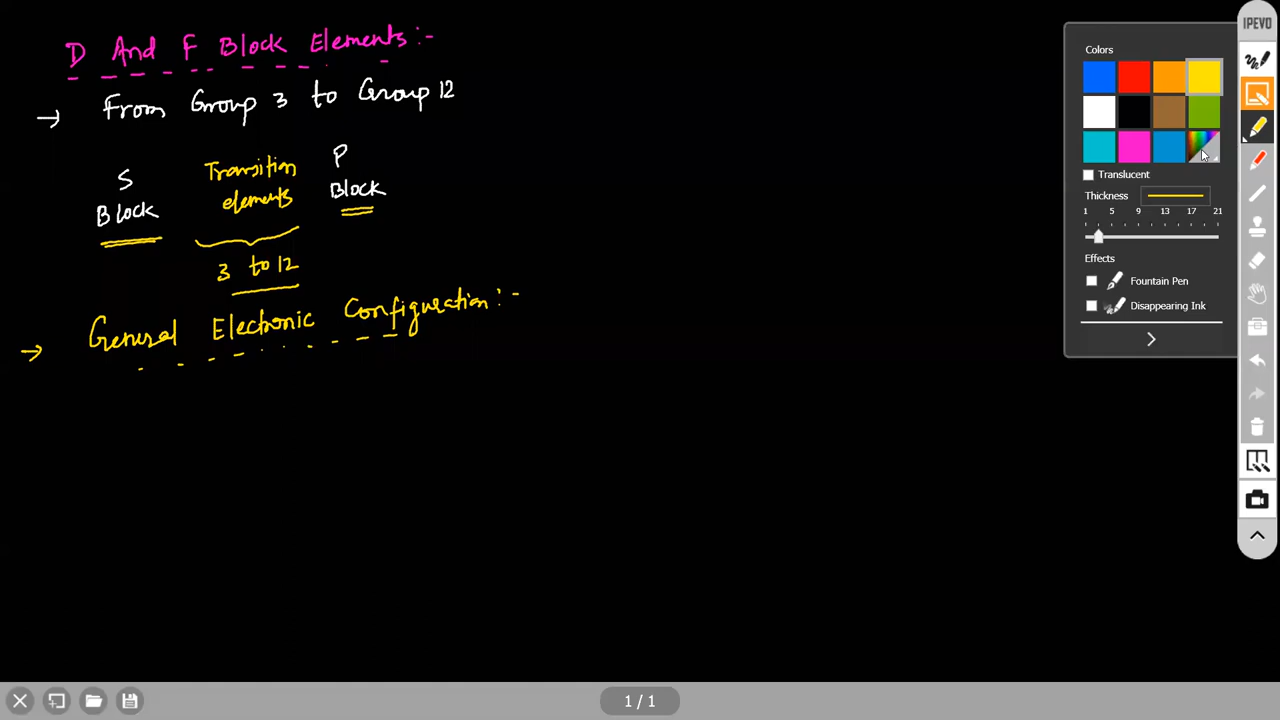 D And F Block Elements:-
→ From Group 3 to Group 12
S Block
Transition elements
P Block
3 to 12
→ General Electronic Configuration:-
IPEVO
Colors
Translucent
Thickness
1 5 9 13 17 21
Effects
Fountain Pen
Disappearing Ink
1 / 1